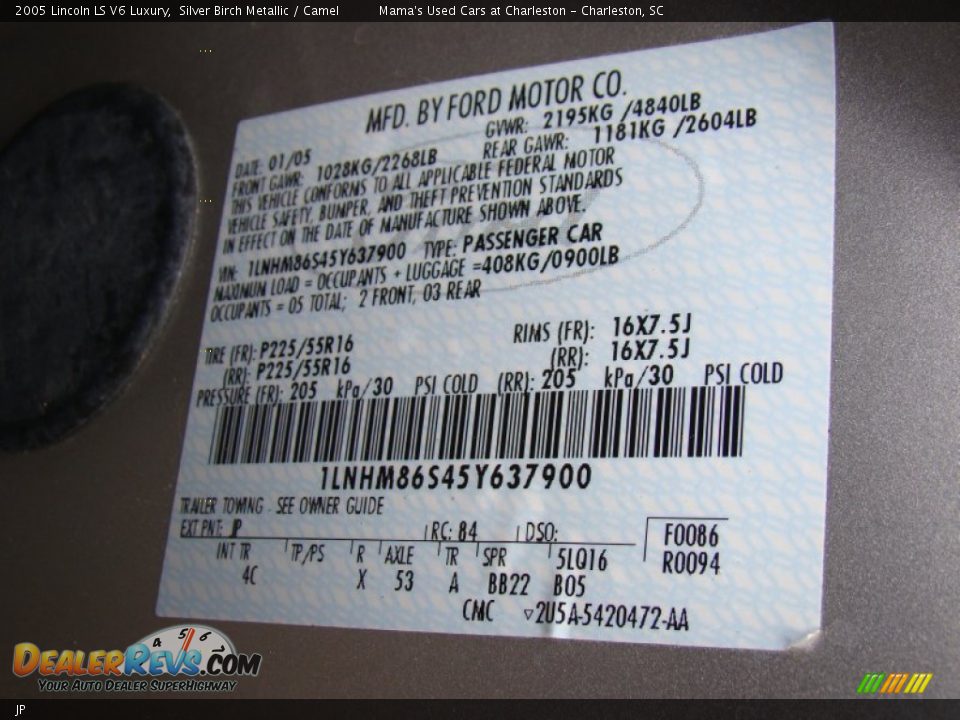 2005 Lincoln LS V6 Luxury, Silver Birch Metallic / Camel Mama's Used Cars at Charleston - Charleston, SC
MFD. BY FORD MOTOR CO.
DATE: 01/05 GVWR: 2195KG /4840LB
FRONT GAWR: 1028KG/2268LB REAR GAWR: 1181KG /2604LB
THIS VEHICLE CONFORMS TO ALL APPLICABLE FEDERAL MOTOR
VEHICLE SAFETY, BUMPER, AND THEFT PREVENTION STANDARDS
IN EFFECT ON THE DATE OF MANUFACTURE SHOWN ABOVE.
VIN: 1LNHM86S45Y637900 TYPE: PASSENGER CAR
MAXIMUM LOAD = OCCUPANTS + LUGGAGE =408KG/0900LB
OCCUPANTS = 05 TOTAL; 2 FRONT, 03 REAR
TIRE (FR): P225/55R16 RIMS (FR): 16X7.5J
(RR): P225/55R16 (RR): 16X7.5J
PRESSURE (FR): 205 kPa/30 PSI COLD (RR): 205 kPa/30 PSI COLD
1LNHM86S45Y637900
TRAILER TOWING - SEE OWNER GUIDE
EXT PNT: JP RC: 84 DSO: F0086
INT TR TP/PS R AXLE TR SPR 5LQ16 R0094
4C X 53 A BB22 B05
CMC ▽2U5A-5420472-AA
DEALERREVS.COM
YOUR AUTO DEALER SUPERHIGHWAY
4 5 6
JP